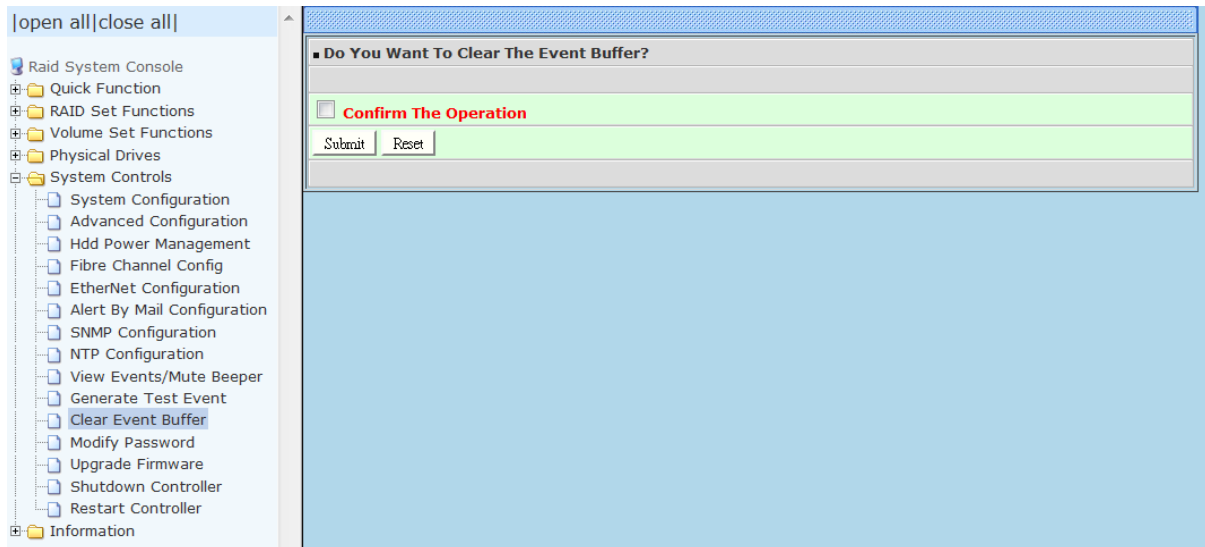 |open all|close all|
Raid System Console
Quick Function
RAID Set Functions
Volume Set Functions
Physical Drives
System Controls
System Configuration
Advanced Configuration
Hdd Power Management
Fibre Channel Config
EtherNet Configuration
Alert By Mail Configuration
SNMP Configuration
NTP Configuration
View Events/Mute Beeper
Generate Test Event
Clear Event Buffer
Modify Password
Upgrade Firmware
Shutdown Controller
Restart Controller
Information
Do You Want To Clear The Event Buffer?
Confirm The Operation
Submit Reset